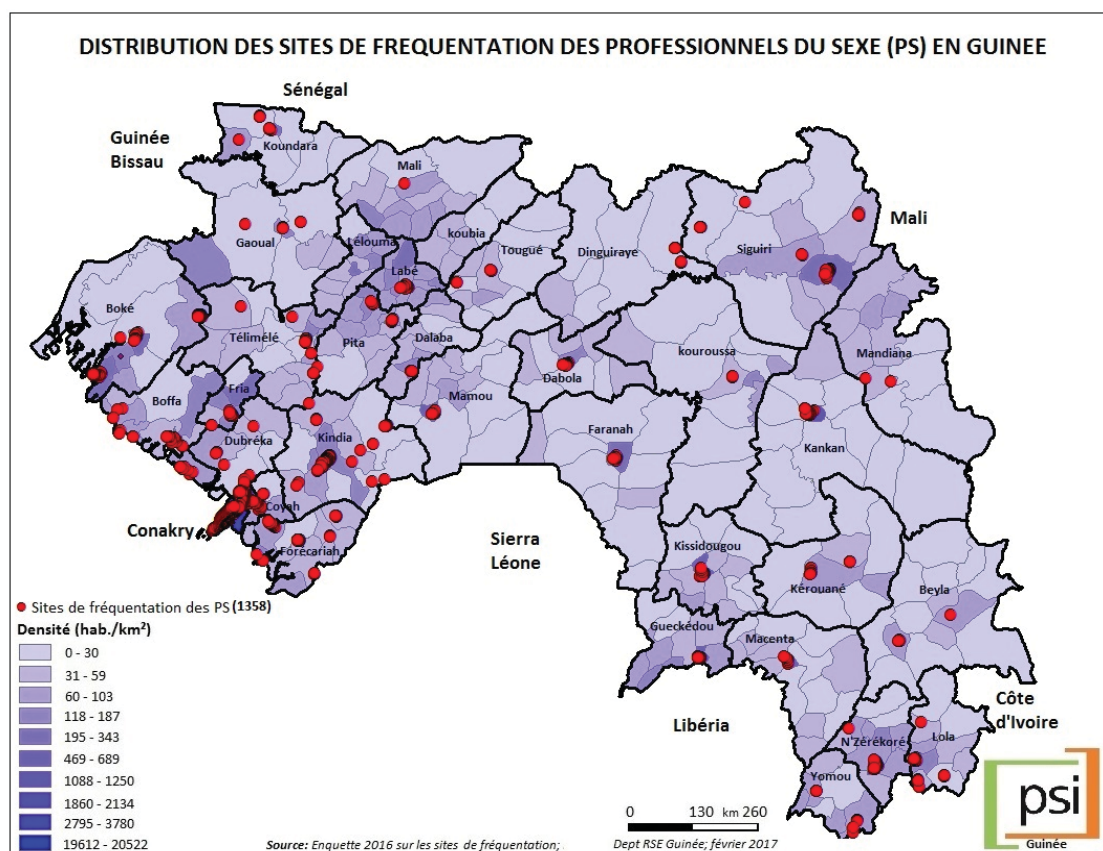 DISTRIBUTION DES SITES DE FREQUENTATION DES PROFESSIONNELS DU SEXE (PS) EN GUINEE
Sénégal
Guinée
Bissau
Koundara
Mali
Mali
Gaoual
Lélouma
koubia
Tougué
Dinguiraye
Siguiri
Labé
Boké
Télimélé
Pita
Dalaba
kouroussa
Mandiana
Dabola
Boffa
Fria
Mamou
Dubréka
Kindia
Faranah
Kankan
Coyah
Conakry
Forécariah
Sierra
Léone
Kissidougou
Kérouané
Beyla
Gueckédou
Macenta
Côte
d'Ivoire
Libéria
N'Zérékoré
Lola
Yomou
Sites de fréquentation des PS (1358)
Densité (hab./km²)
0 - 30
31 - 59
60 - 103
118 - 187
195 - 343
469 - 689
1088 - 1250
1860 - 2134
2795 - 3780
19612 - 20522
0 130 km 260
Source: Enquette 2016 sur les sites de fréquentation; Dept RSE Guinée; février 2017
psi
Guinée